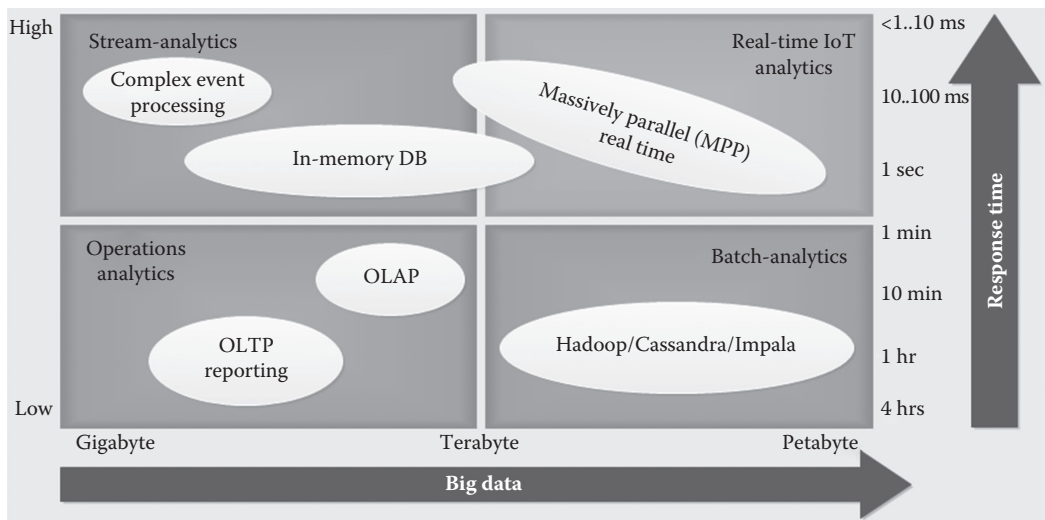 High
Stream-analytics
Complex event
processing
In-memory DB
Real-time IoT
analytics
Massively parallel (MPP)
real time
Operations
analytics
OLAP
OLTP
reporting
Batch-analytics
Hadoop/Cassandra/Impala
Low
<1..10 ms
10..100 ms
1 sec
1 min
10 min
1 hr
4 hrs
Response time
Gigabyte
Terabyte
Petabyte
Big data